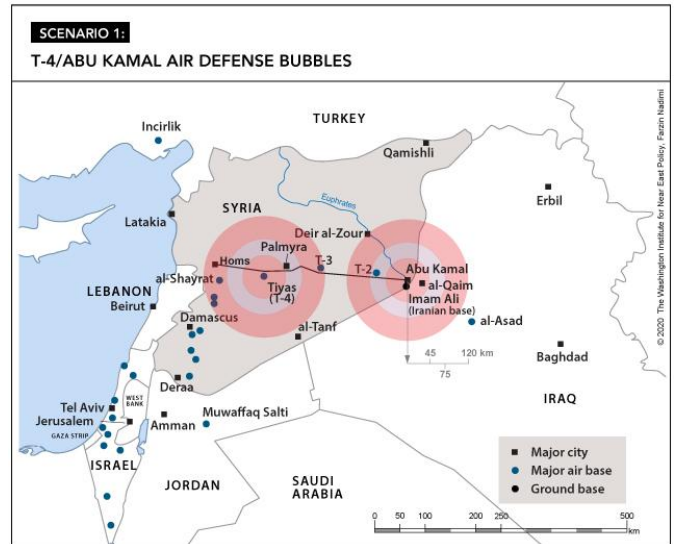 SCENARIO 1:
T-4/ABU KAMAL AIR DEFENSE BUBBLES
© 2020 The Washington Institute for Near East Policy, Farzin Nadimi
TURKEY
Incirlik
Qamishli
Erbil
Euphrates
SYRIA
Latakia
Deir al-Zour
Palmyra
Homs
T-3
T-2
Abu Kamal
al-Shayrat
Tiyas
(T-4)
al-Qaim
LEBANON
Beirut
Imam Ali
(Iranian base)
Damascus
al-Tanf
al-Asad
45
120 km
75
Baghdad
Deraa
IRAQ
WEST
BANK
Tel Aviv
Jerusalem
GAZA STRIP
Amman
Muwaffaq Salti
ISRAEL
JORDAN
SAUDI
ARABIA
Major city
Major air base
Ground base
0 50 100 200 250 500
km